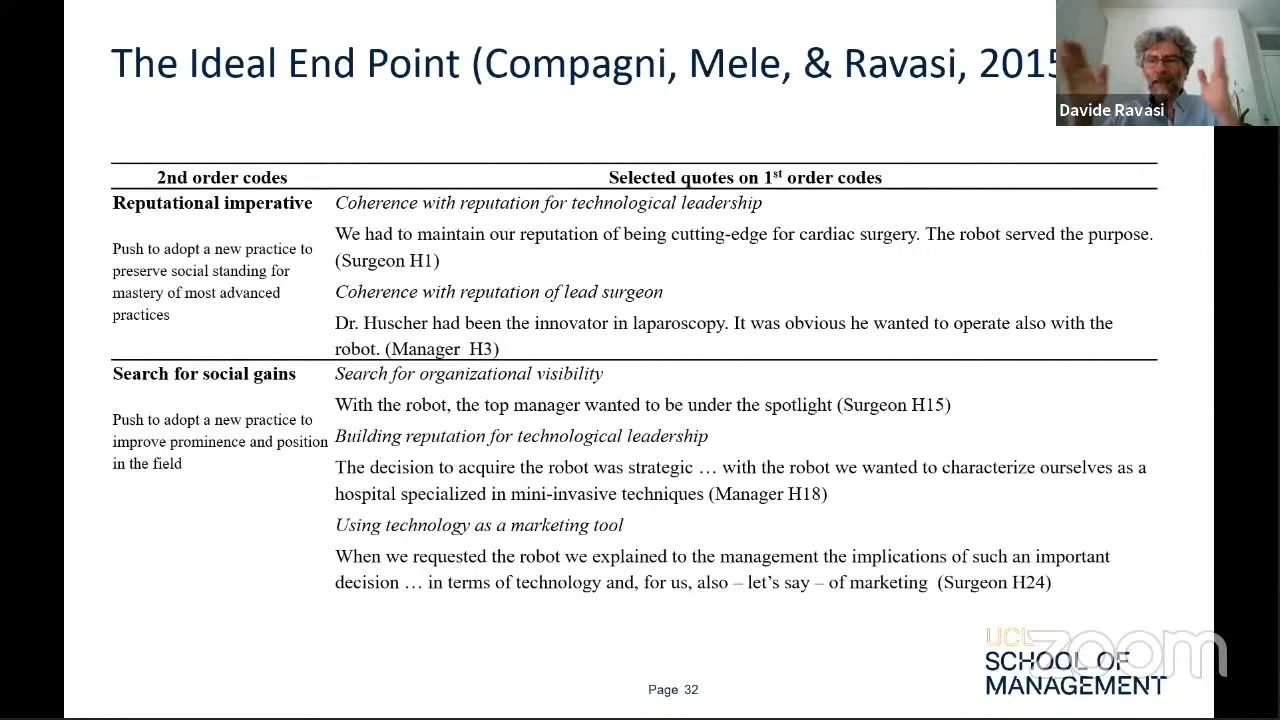 The Ideal End Point (Compagni, Mele, & Ravasi, 2015
Davide Ravasi
2nd order codes
Selected quotes on 1st order codes
Reputational imperative
Push to adopt a new practice to
preserve social standing for
mastery of most advanced
practices
Coherence with reputation for technological leadership
We had to maintain our reputation of being cutting-edge for cardiac surgery. The robot served the purpose.
(Surgeon H1)
Coherence with reputation of lead surgeon
Dr. Huscher had been the innovator in laparoscopy. It was obvious he wanted to operate also with the
robot. (Manager H3)
Search for social gains
Push to adopt a new practice to
improve prominence and position
in the field
Search for organizational visibility
With the robot, the top manager wanted to be under the spotlight (Surgeon H15)
Building reputation for technological leadership
The decision to acquire the robot was strategic … with the robot we wanted to characterize ourselves as a
hospital specialized in mini-invasive techniques (Manager H18)
Using technology as a marketing tool
When we requested the robot we explained to the management the implications of such an important
decision … in terms of technology and, for us, also – let's say – of marketing (Surgeon H24)
UCL
SCHOOL OF
MANAGEMENT
zoom
Page 32